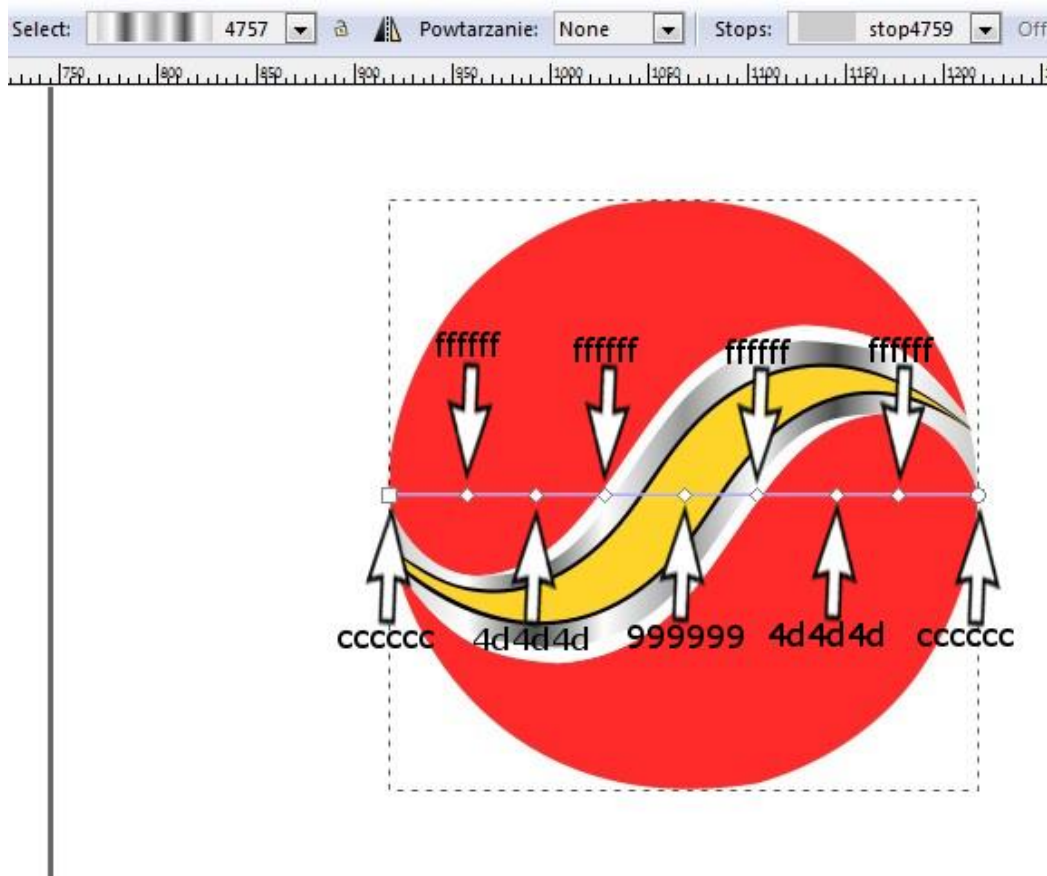 Select: 4757 Powtarzanie: None Stops: stop4759 Off
750 800 850 900 950 1000 1050 1100 1150 1200
ffffff ffffff ffffff ffffff
cccccc 4d4d4d 999999 4d4d4d cccccc